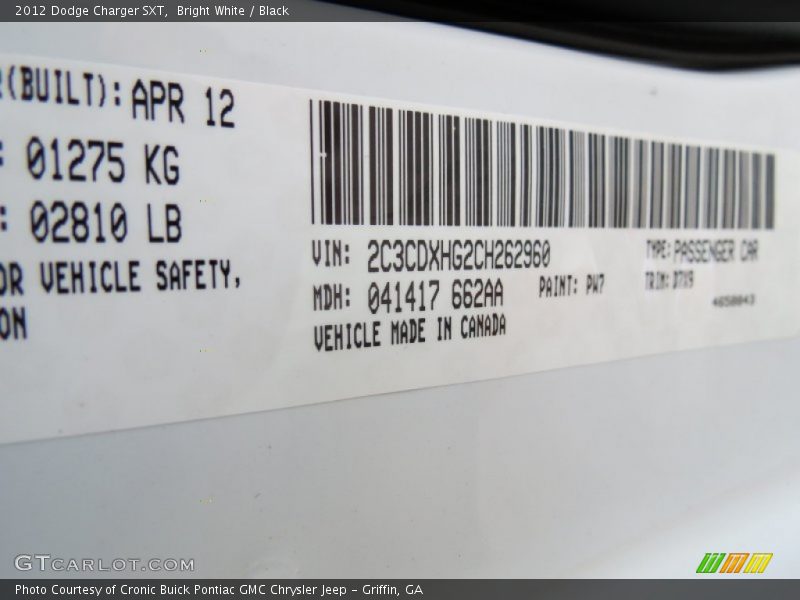 2012 Dodge Charger SXT,  Bright White / Black
(BUILT): APR 12
: 01275 KG
: 02810 LB
OR VEHICLE SAFETY,
ON
VIN: 2C3CDXHG2CH262960
TYPE: PASSENGER CAR
MDH: 041417 662AA
PAINT: PW7
TRIM: D7X9
VEHICLE MADE IN CANADA
GTCARLOT.COM
Photo Courtesy of Cronic Buick Pontiac GMC Chrysler Jeep - Griffin, GA